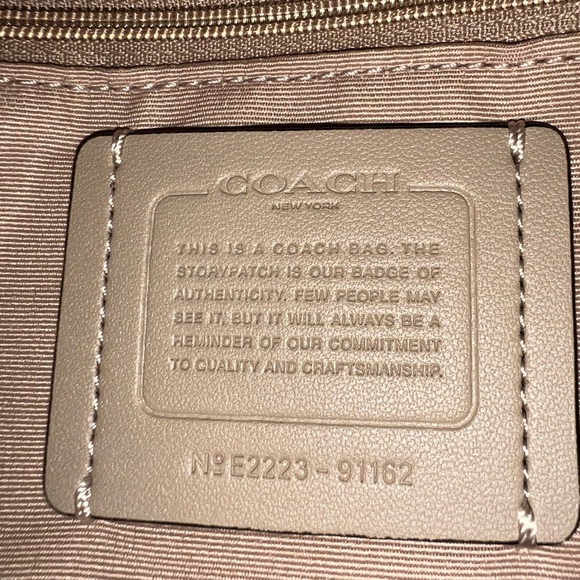 COACH
NEW YORK
THIS IS A COACH BAG. THE
STORYPATCH IS OUR BADGE OF
AUTHENTICITY. FEW PEOPLE MAY
SEE IT, BUT IT WILL ALWAYS BE A
REMINDER OF OUR COMMITMENT
TO QUALITY AND CRAFTSMANSHIP.
Nº E2223-91162